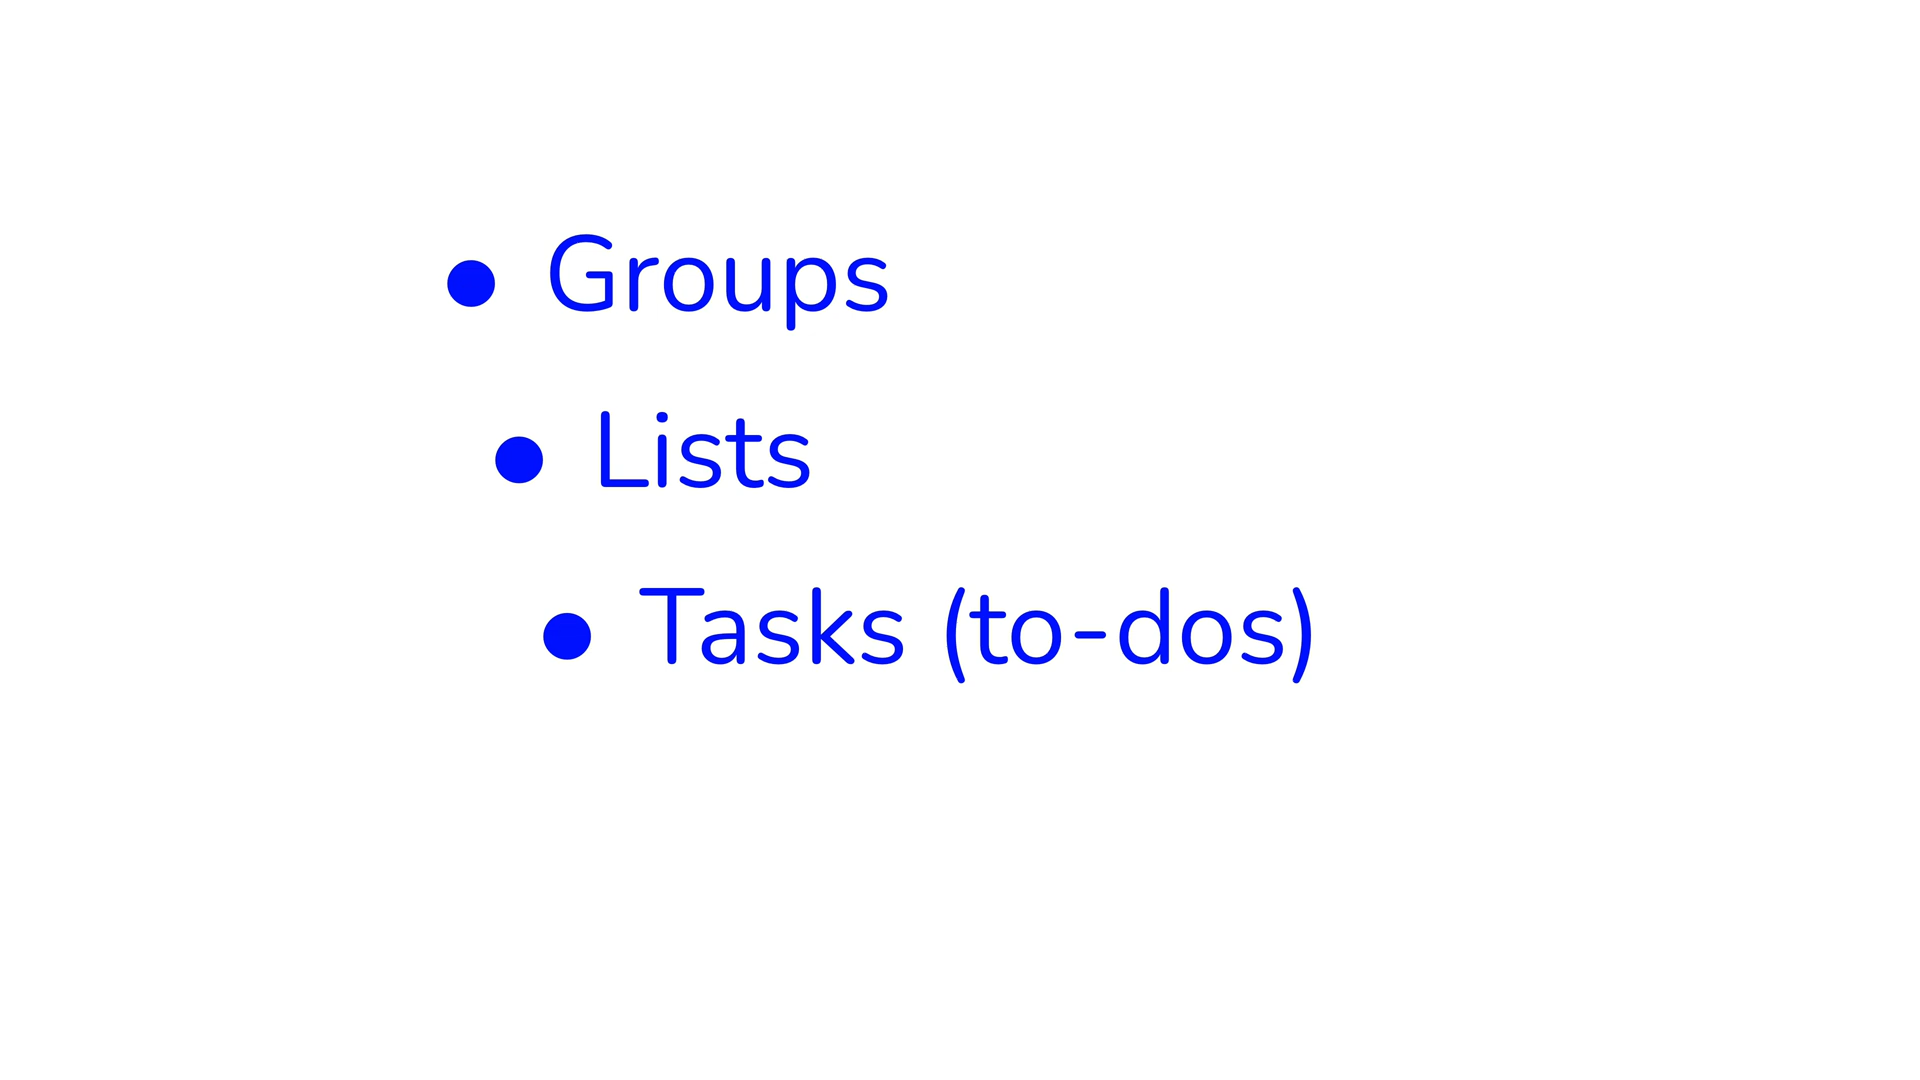 • Groups
• Lists
• Tasks (to-dos)